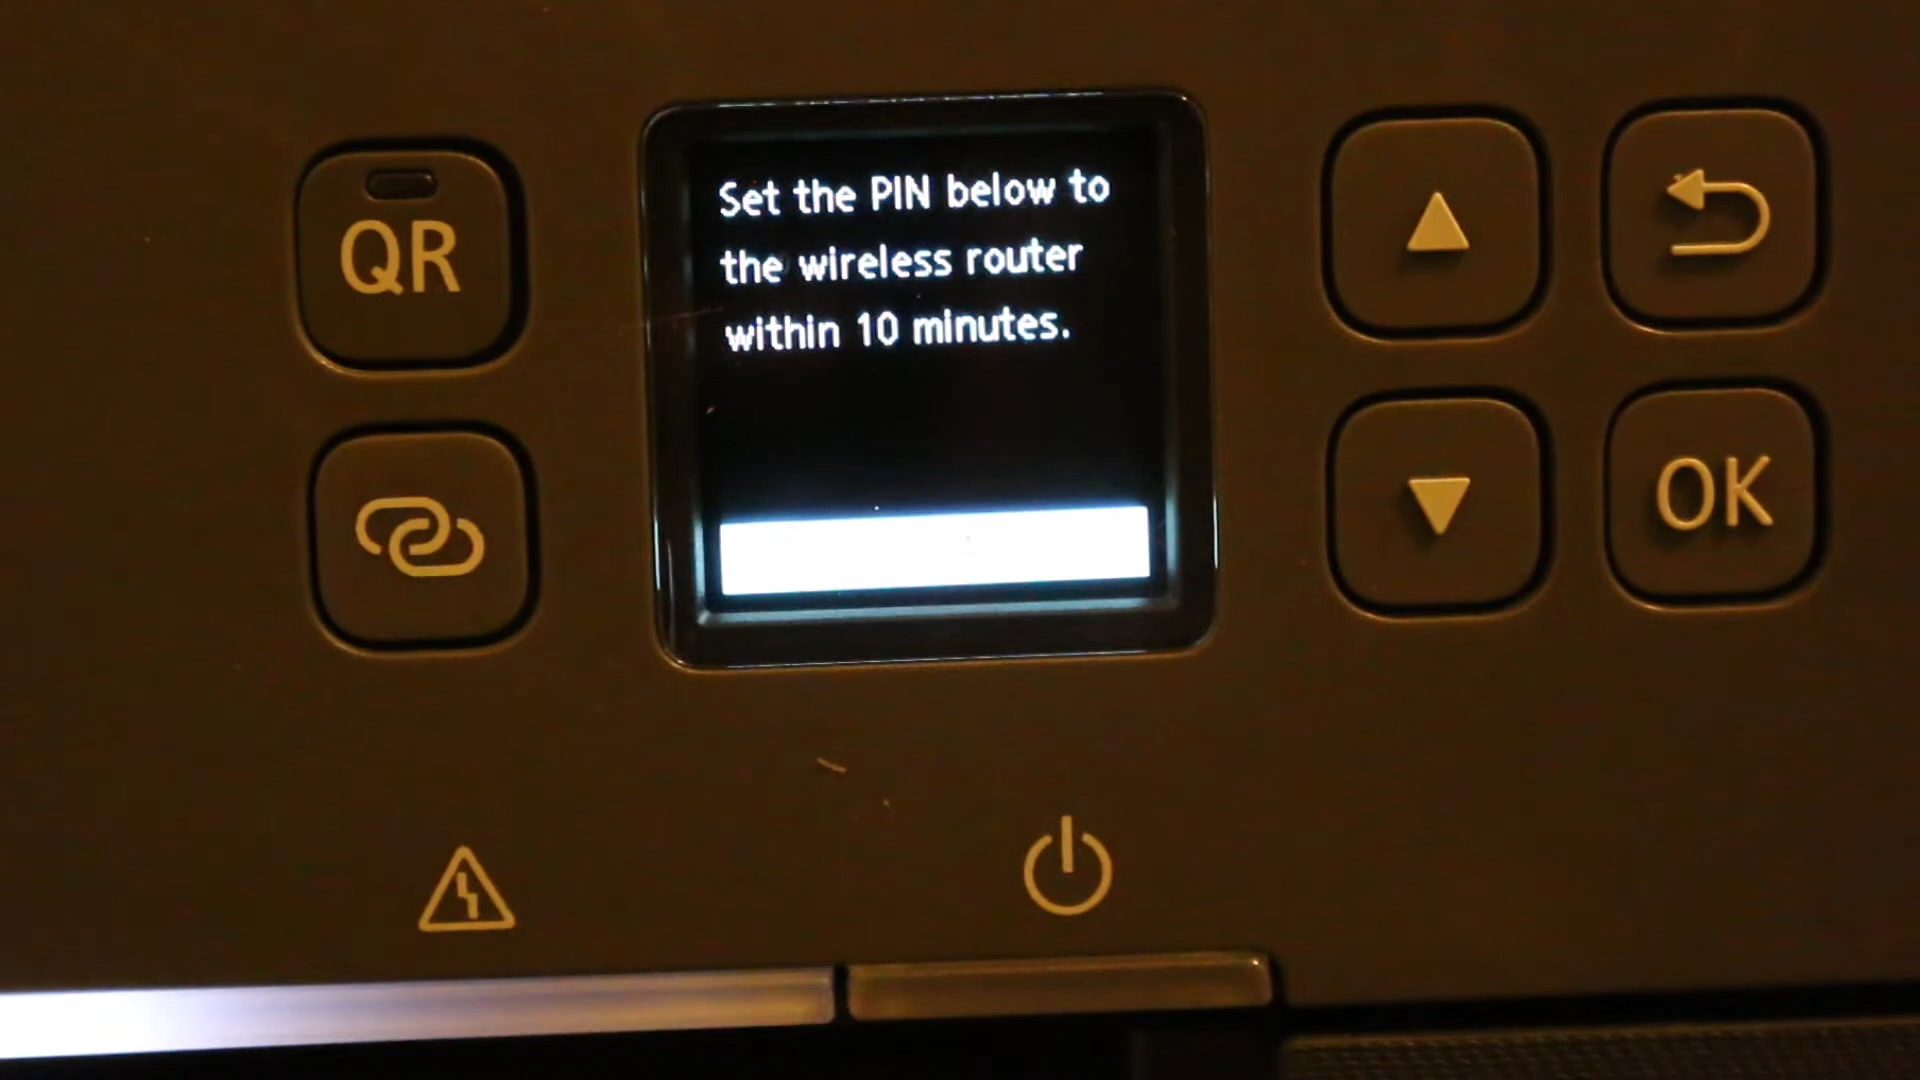 Set the PIN below to
the wireless router
within 10 minutes.
QR
OK